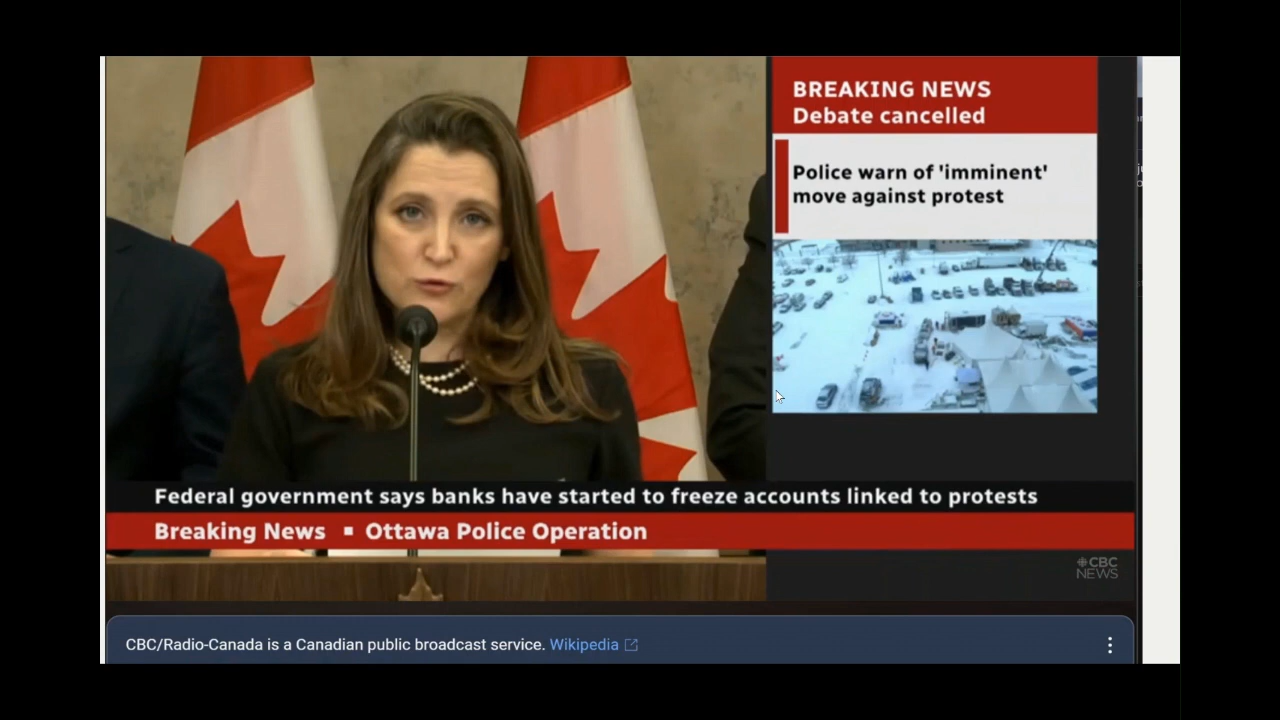 BREAKING NEWS
Debate cancelled
Police warn of 'imminent'
move against protest
Federal government says banks have started to freeze accounts linked to protests
Breaking News ▪ Ottawa Police Operation
CBC
NEWS
CBC/Radio-Canada is a Canadian public broadcast service. Wikipedia